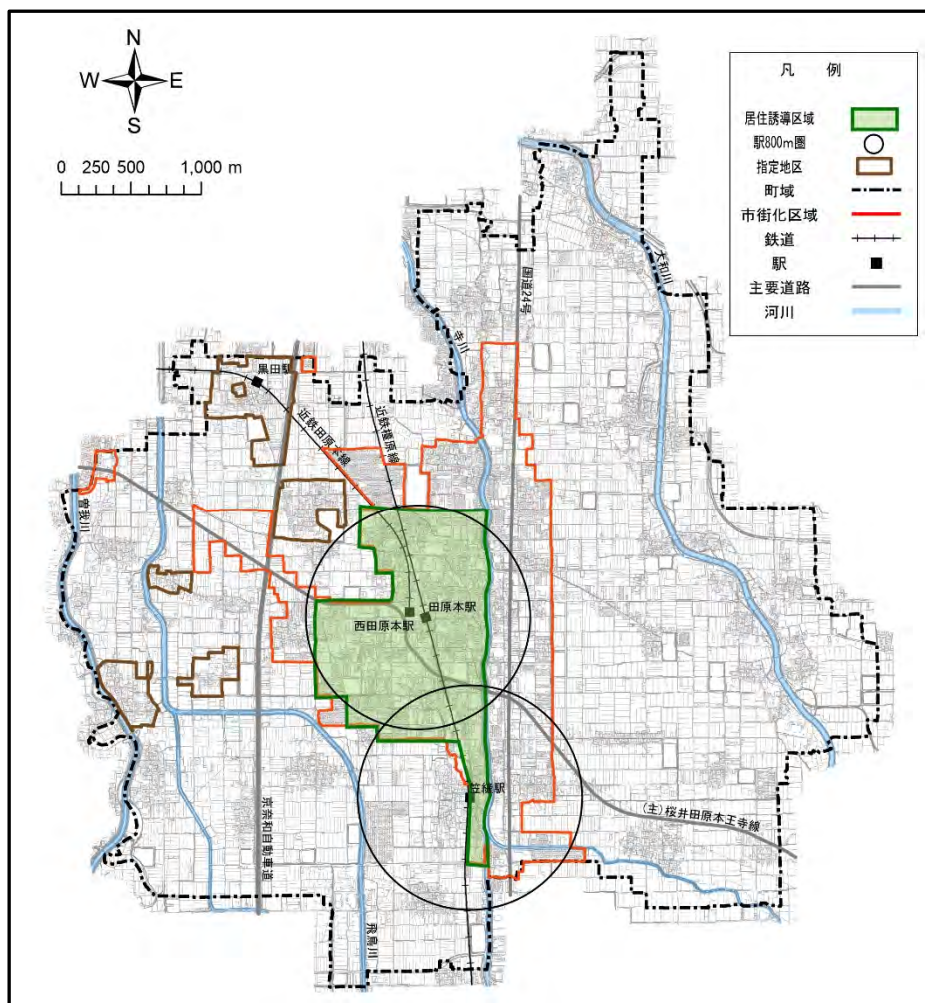 N
W E
S
0 250 500 1,000 m
凡 例
居住誘導区域
駅800m圏
指定地区
町域
市街化区域
鉄道
駅
主要道路
河川
大和川
国道24号
寺川
黒田駅
近鉄田原本線
近鉄橿原線
曽我川
田原本駅
西田原本駅
笠縫駅
(主)桜井田原本王寺線
京奈和自動車道
飛鳥川